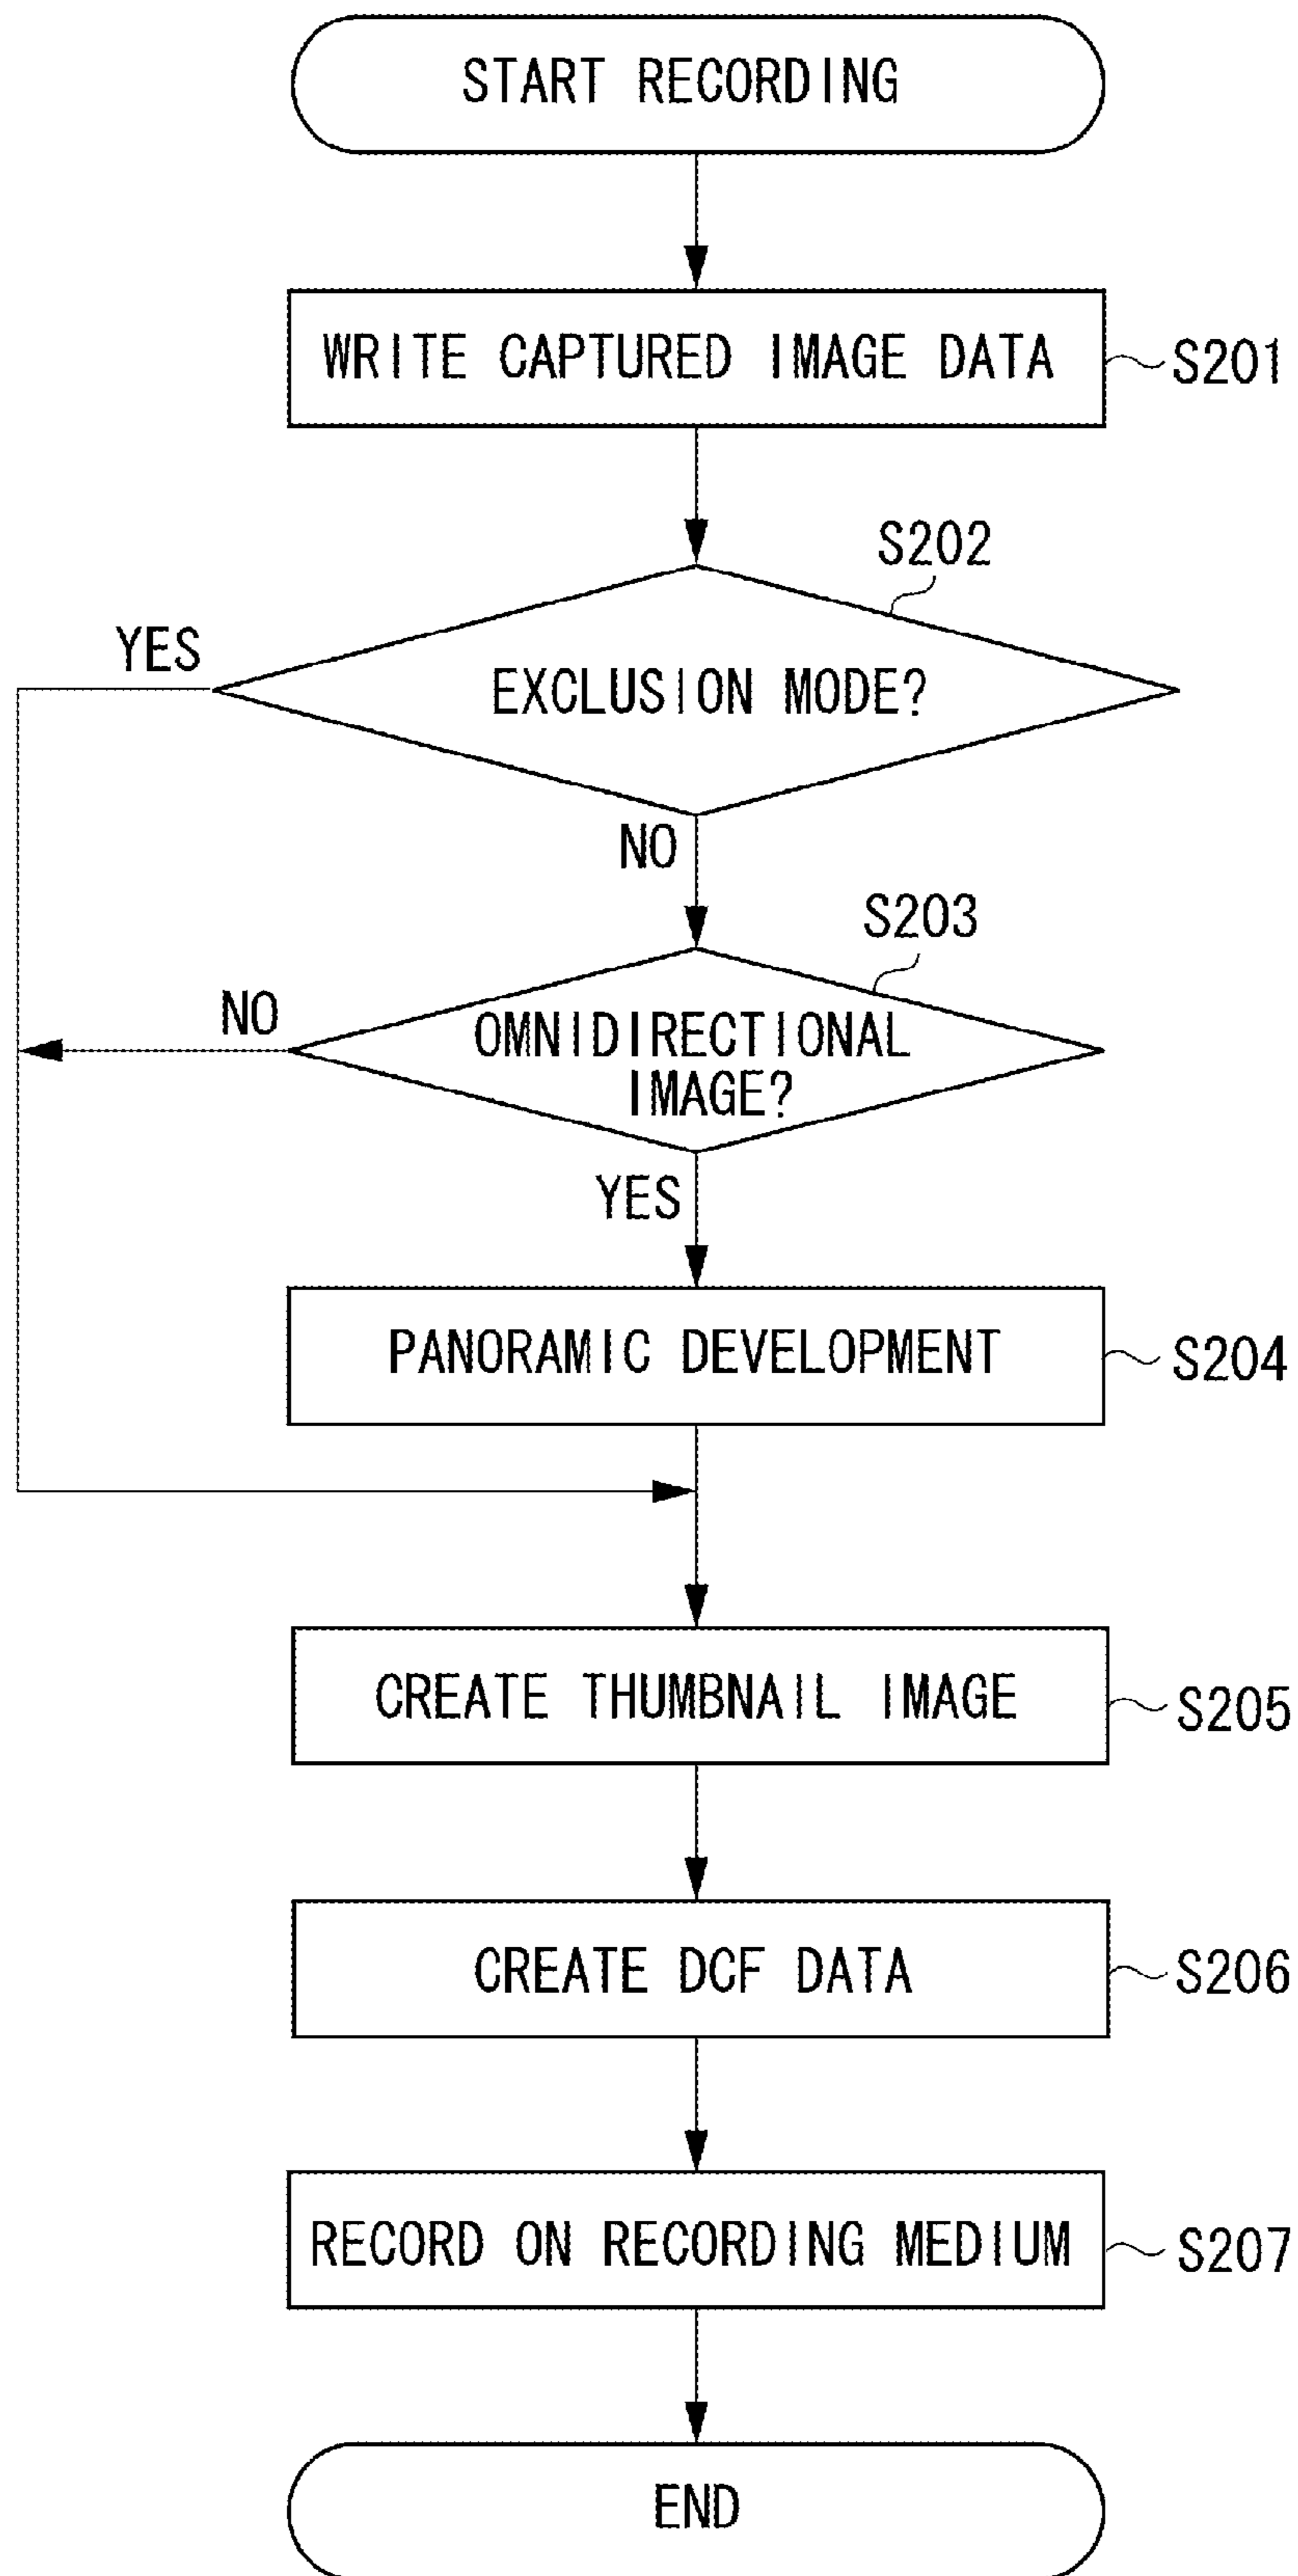 START RECORDING
WRITE CAPTURED IMAGE DATA
S201
S202
YES
EXCLUSION MODE?
NO
S203
NO
OMNIDIRECTIONAL
IMAGE?
YES
PANORAMIC DEVELOPMENT
S204
CREATE THUMBNAIL IMAGE
S205
CREATE DCF DATA
S206
RECORD ON RECORDING MEDIUM
S207
END